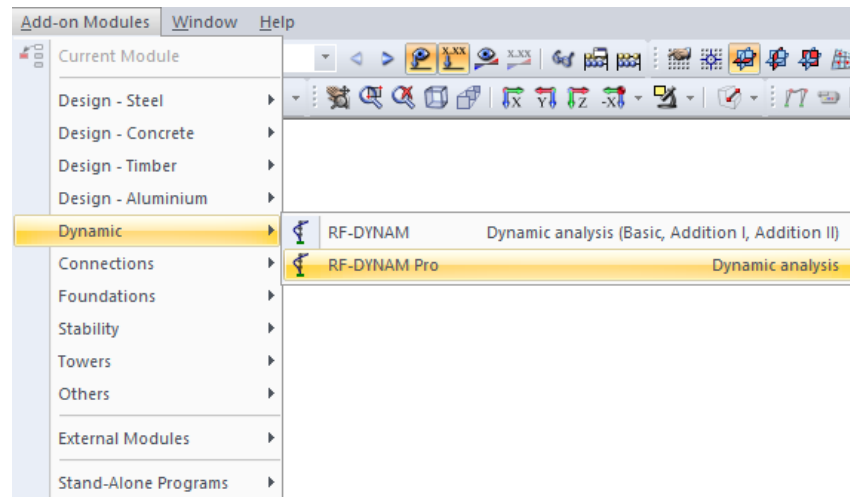 Add-on Modules Window Help
Current Module
X.XX X.XX
Design - Steel
X Y Z -X
Design - Concrete
Design - Timber
Design - Aluminium
Dynamic
RF-DYNAM Dynamic analysis (Basic, Addition I, Addition II)
Connections
RF-DYNAM Pro Dynamic analysis
Foundations
Stability
Towers
Others
External Modules
Stand-Alone Programs